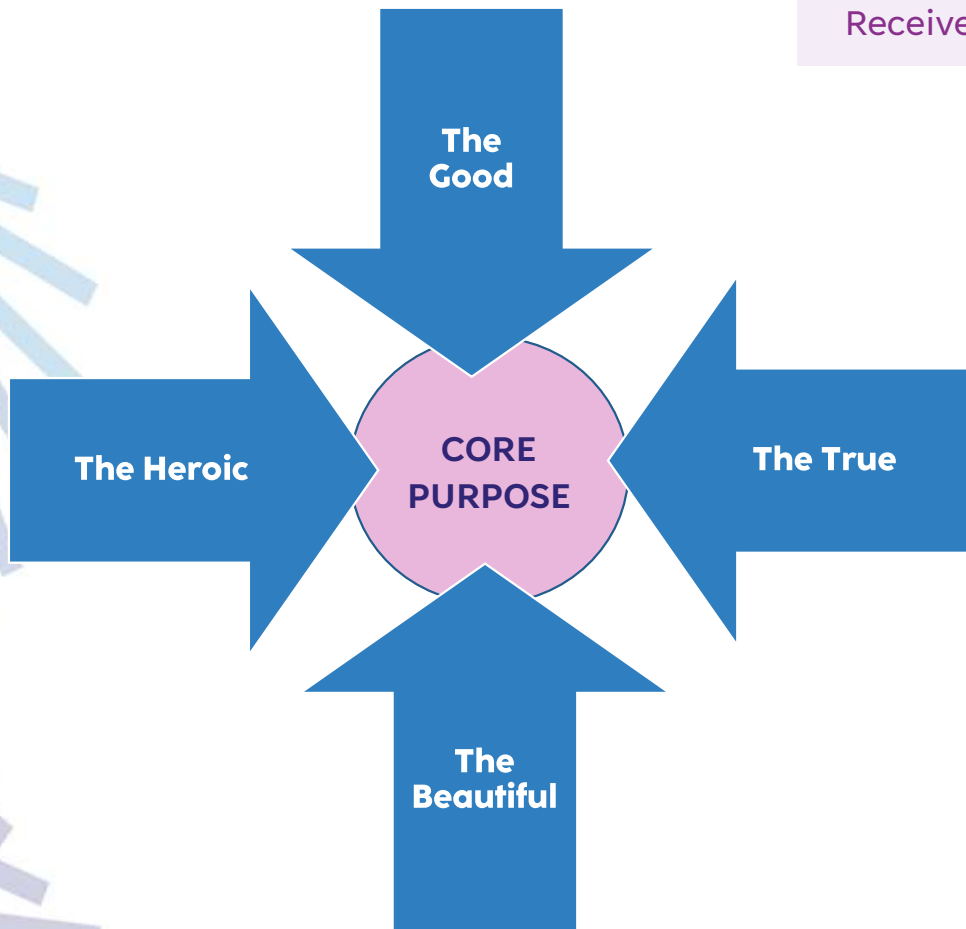 Receive
The
Good
The Heroic
CORE
PURPOSE
The True
The
Beautiful